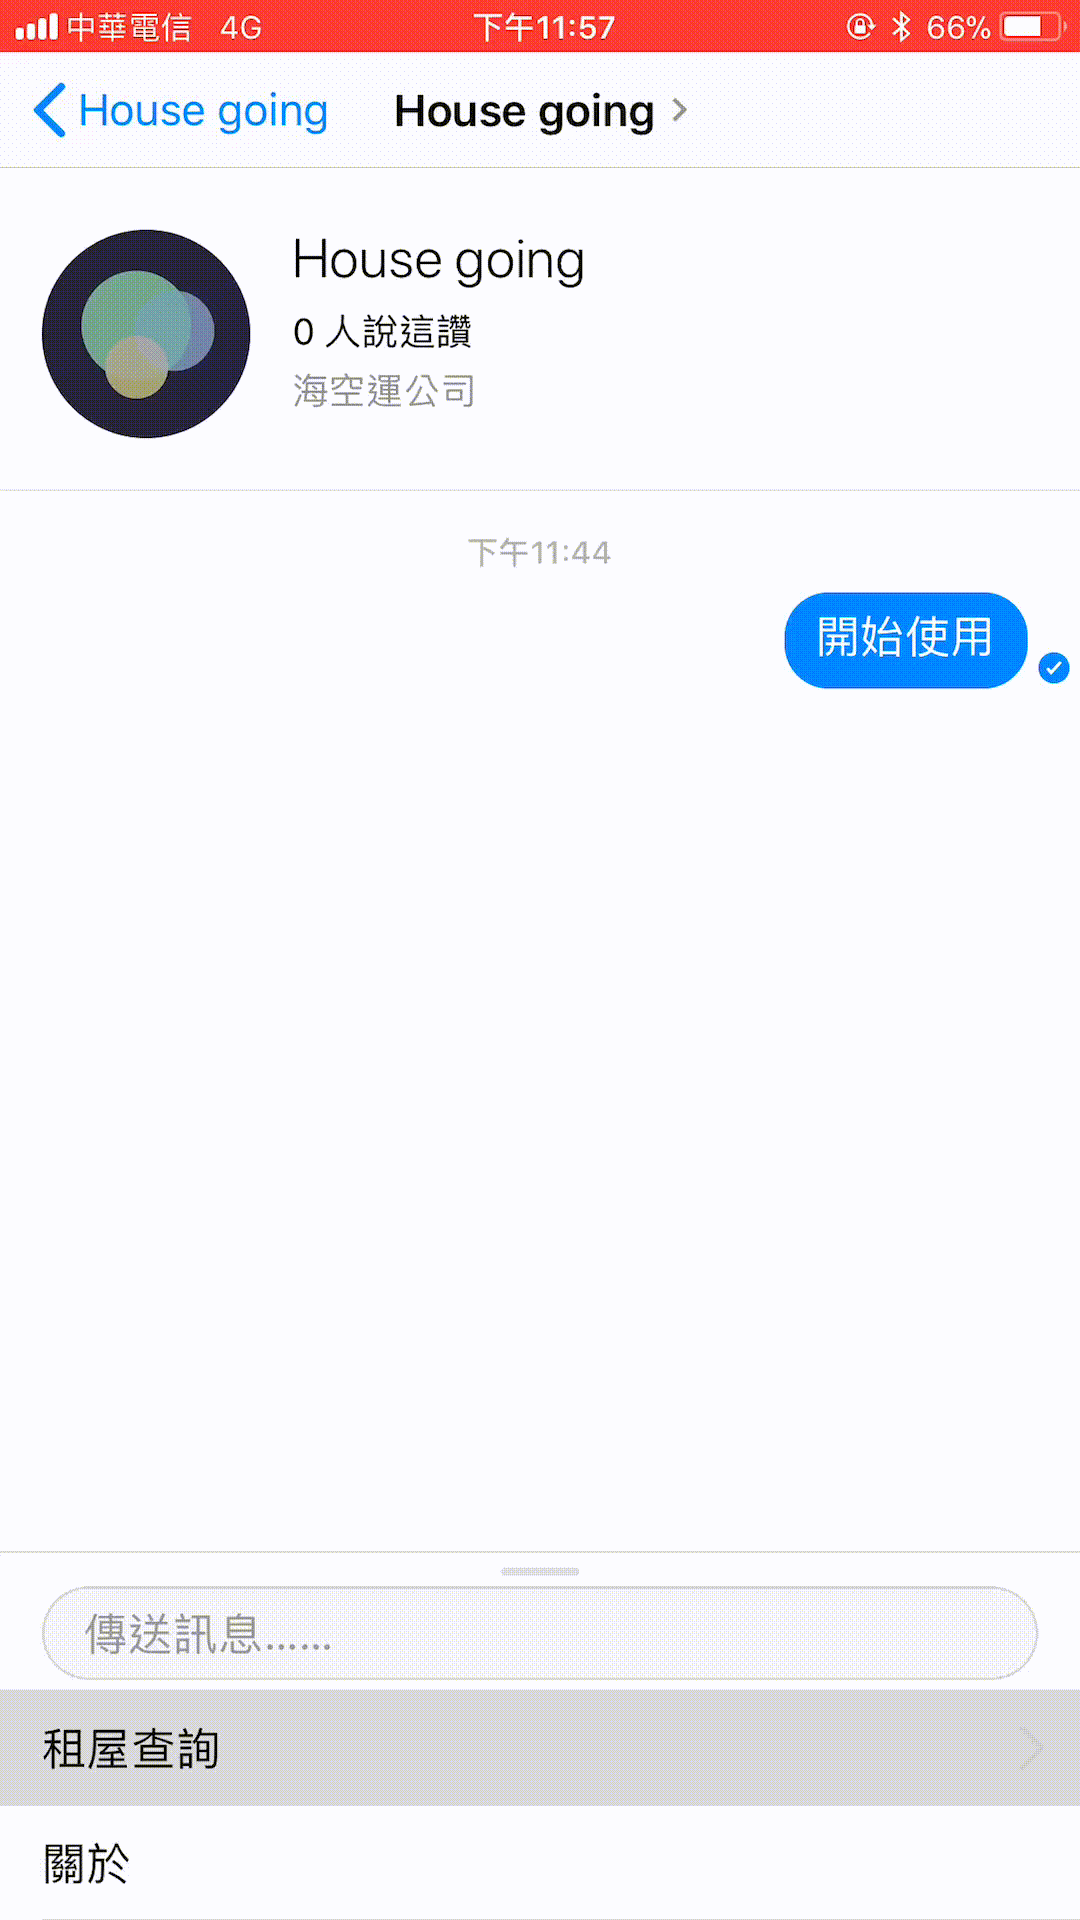 中華電信 4G 下午11:57 66%
House going House going
House going
0 人說這讚
海空運公司
下午11:44
開始使用
傳送訊息......
租屋查詢
關於